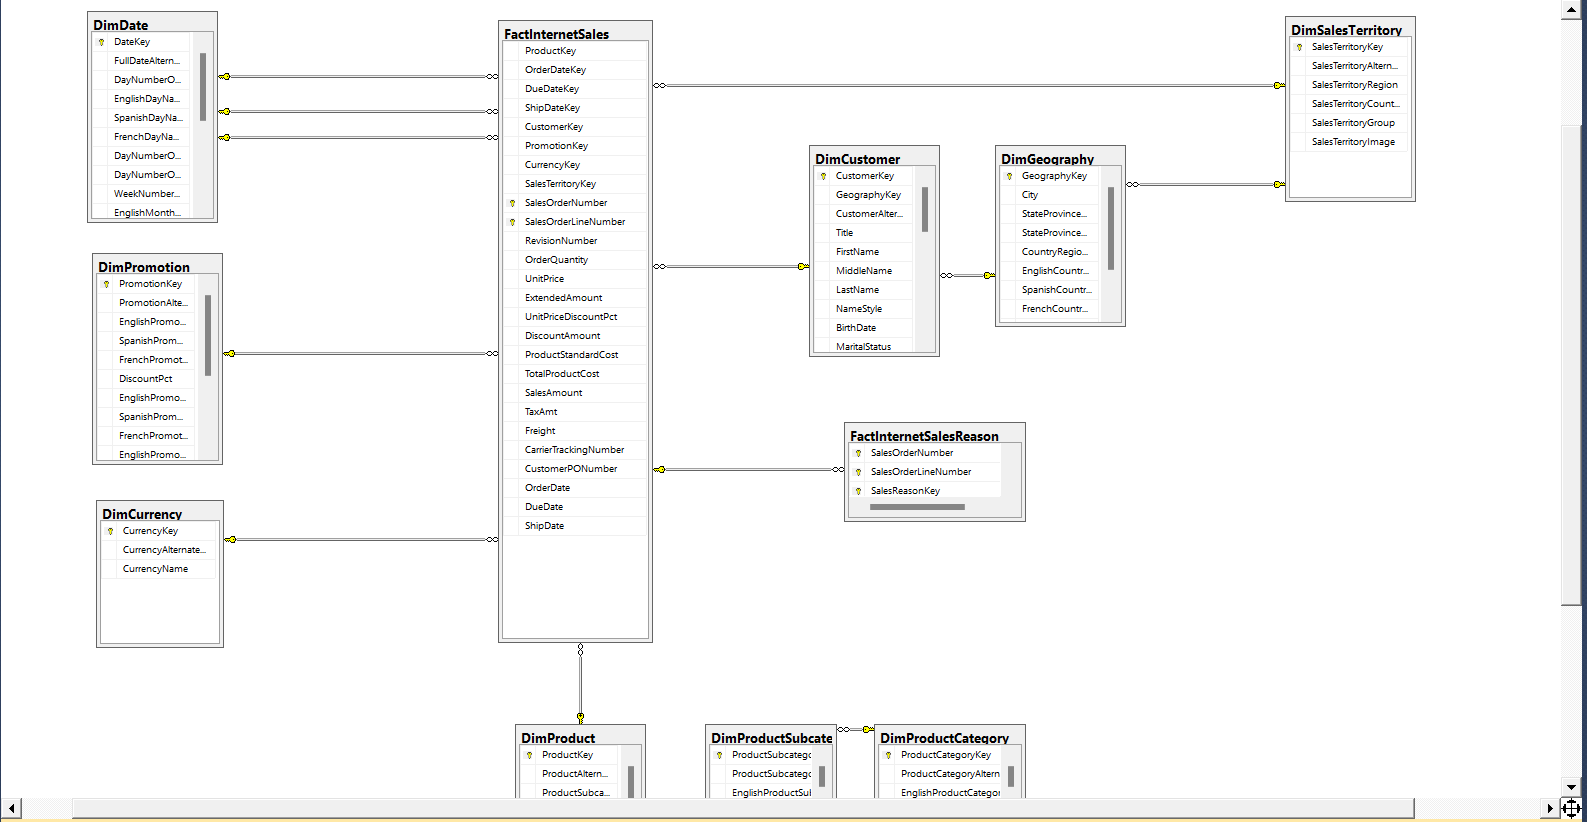 DimDate
DateKey
FullDateAltern...
DayNumberO...
EnglishDayNa...
SpanishDayNa...
FrenchDayNa...
DayNumberO...
DayNumberO...
WeekNumber...
EnglishMonth...
DimPromotion
PromotionKey
PromotionAlte...
EnglishPromo...
SpanishProm...
FrenchPromot...
DiscountPct
EnglishPromo...
SpanishProm...
FrenchPromot...
EnglishPromo...
DimCurrency
CurrencyKey
CurrencyAlternate...
CurrencyName
FactInternetSales
ProductKey
OrderDateKey
DueDateKey
ShipDateKey
CustomerKey
PromotionKey
CurrencyKey
SalesTerritoryKey
SalesOrderNumber
SalesOrderLineNumber
RevisionNumber
OrderQuantity
UnitPrice
ExtendedAmount
UnitPriceDiscountPct
DiscountAmount
ProductStandardCost
TotalProductCost
SalesAmount
TaxAmt
Freight
CarrierTrackingNumber
CustomerPONumber
OrderDate
DueDate
ShipDate
DimCustomer
CustomerKey
GeographyKey
CustomerAlter...
Title
FirstName
MiddleName
LastName
NameStyle
BirthDate
MaritalStatus
DimGeography
GeographyKey
City
StateProvince...
StateProvince...
CountryRegio...
EnglishCountr...
SpanishCountr...
FrenchCountr...
DimSalesTerritory
SalesTerritoryKey
SalesTerritoryAltern...
SalesTerritoryRegion
SalesTerritoryCount...
SalesTerritoryGroup
SalesTerritoryImage
FactInternetSalesReason
SalesOrderNumber
SalesOrderLineNumber
SalesReasonKey
DimProduct
ProductKey
ProductAltern...
ProductSubca...
DimProductSubcate
ProductSubcateg
ProductSubcateg
EnglishProductSu
DimProductCategory
ProductCategoryKey
ProductCategoryAltern
EnglishProductCategor